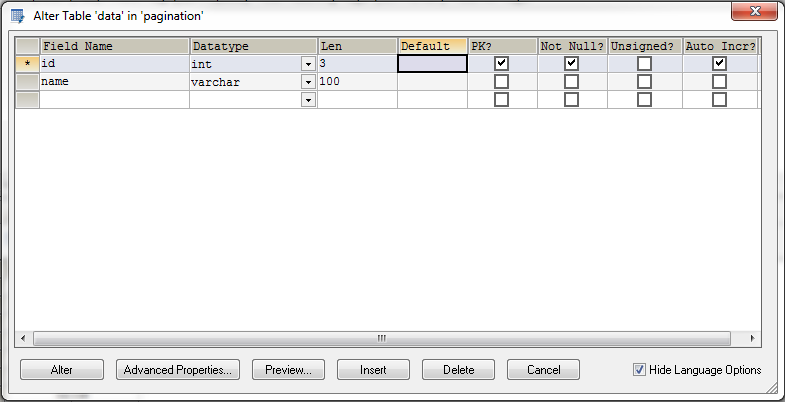 Alter Table 'data' in 'pagination'
Field Name Datatype Len Default PK? Not Null? Unsigned? Auto Incr?
* id int 3
name varchar 100
Alter Advanced Properties... Preview... Insert Delete Cancel Hide Language Options